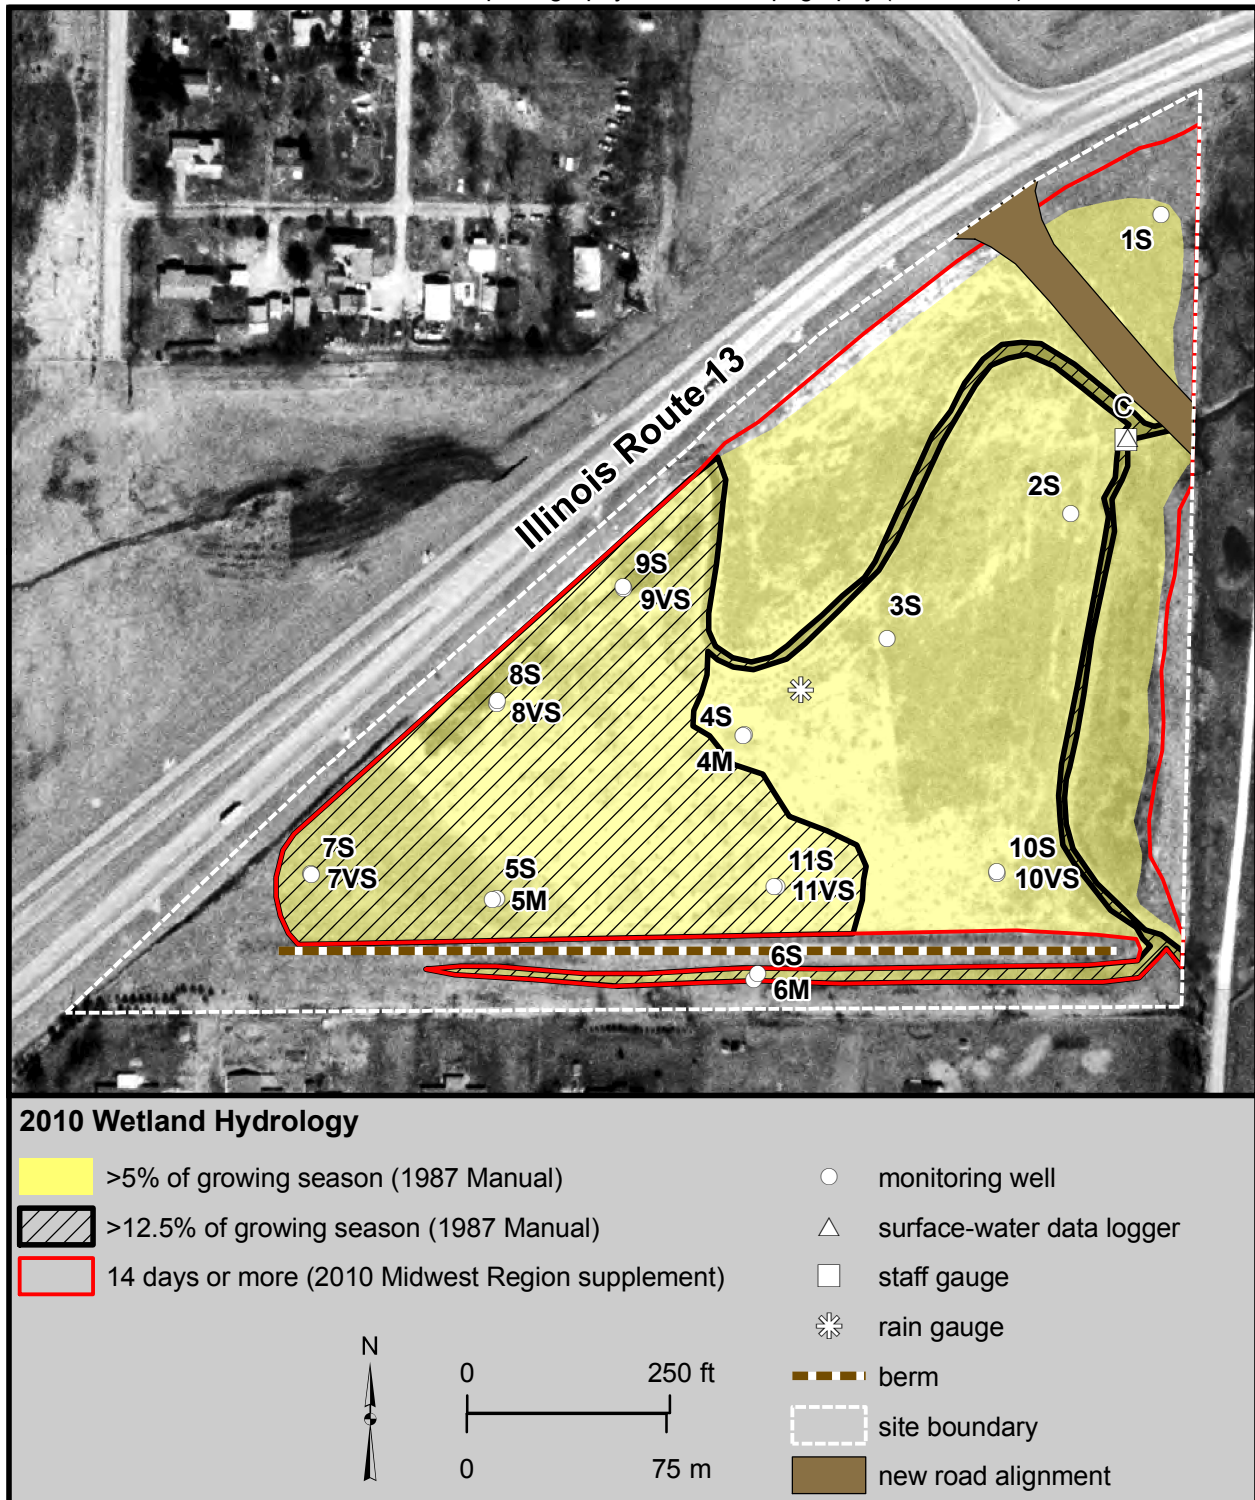 Illinois Route 13
1S
C
2S
9S
9VS
3S
8S
8VS
4S
4M
7S
7VS
5S
5M
11S
11VS
10S
10VS
6S
6M
2010 Wetland Hydrology
>5% of growing season (1987 Manual)
>12.5% of growing season (1987 Manual)
14 days or more (2010 Midwest Region supplement)
monitoring well
surface-water data logger
staff gauge
rain gauge
berm
site boundary
new road alignment
N
0 250 ft
0 75 m